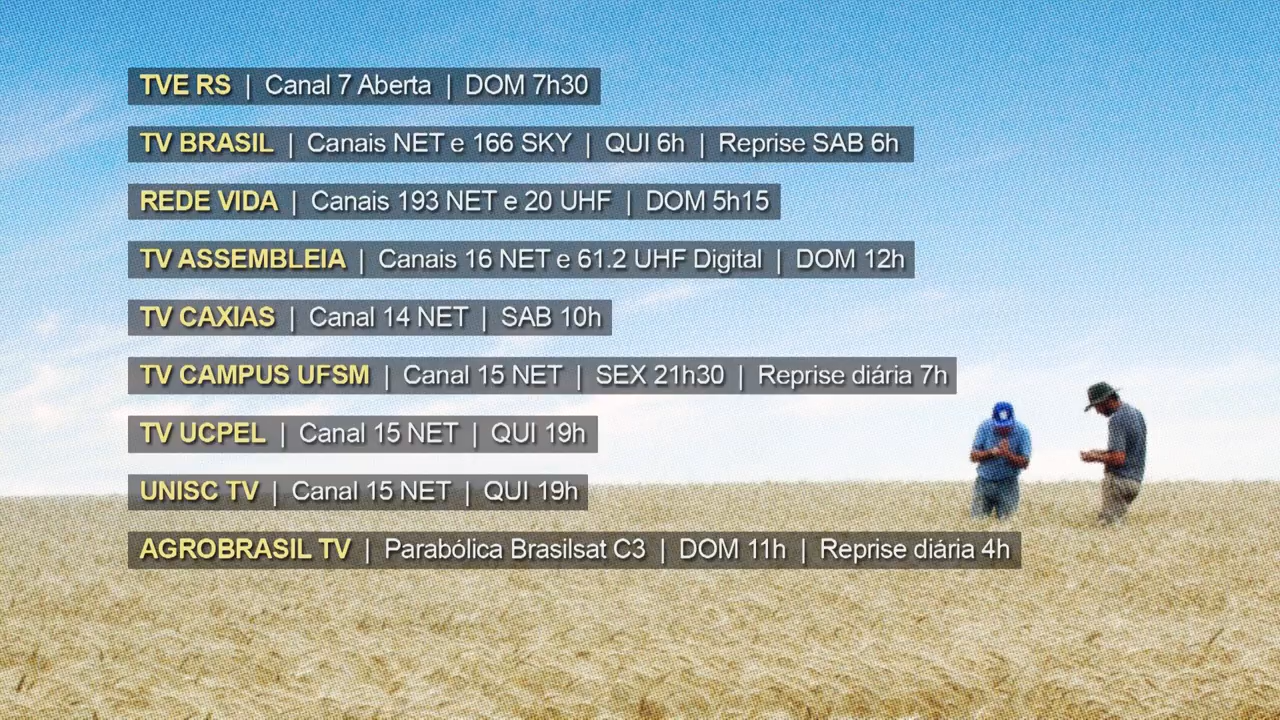 TVE RS | Canal 7 Aberta | DOM 7h30
TV BRASIL | Canais NET e 166 SKY | QUI 6h | Reprise SAB 6h
REDE VIDA | Canais 193 NET e 20 UHF | DOM 5h15
TV ASSEMBLEIA | Canais 16 NET e 61.2 UHF Digital | DOM 12h
TV CAXIAS | Canal 14 NET | SAB 10h
TV CAMPUS UFSM | Canal 15 NET | SEX 21h30 | Reprise diária 7h
TV UCPEL | Canal 15 NET | QUI 19h
UNISC TV | Canal 15 NET | QUI 19h
AGROBRASIL TV | Parabólica Brasilsat C3 | DOM 11h | Reprise diária 4h